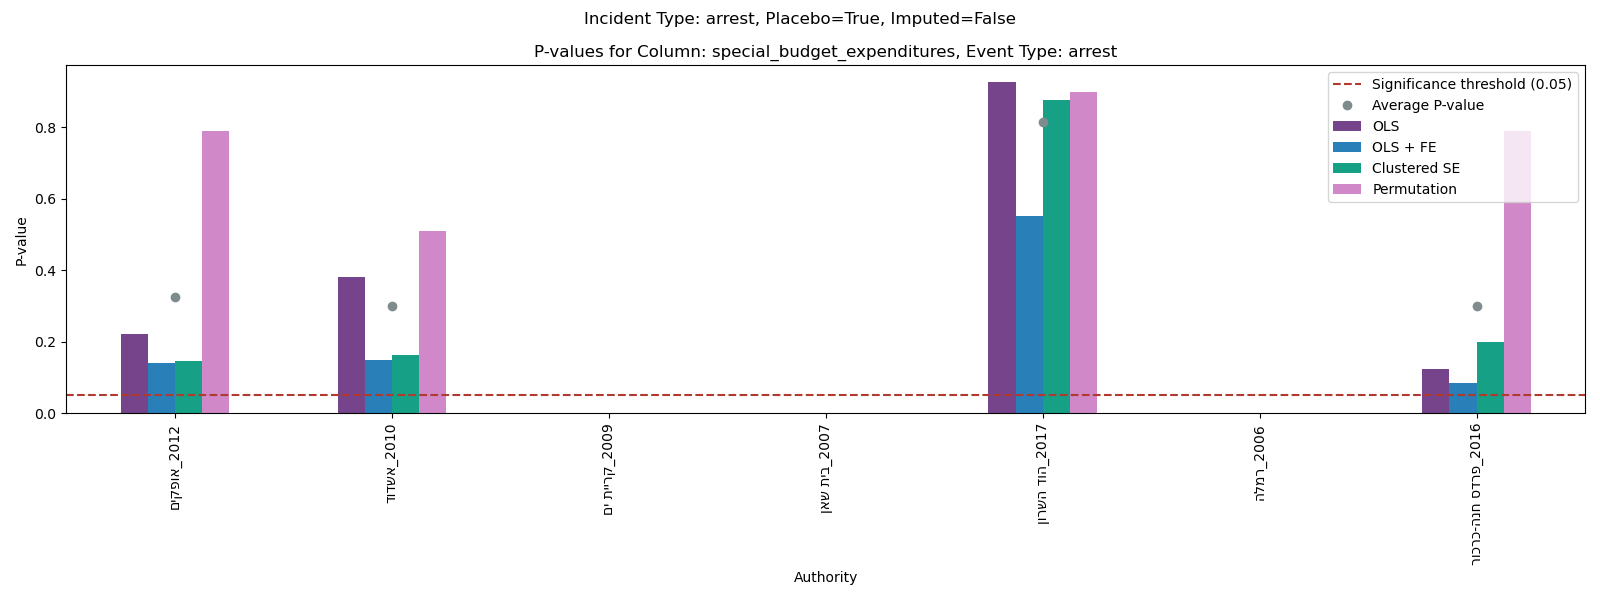 Incident Type: arrest, Placebo=True, Imputed=False
P-values for Column: special_budget_expenditures, Event Type: arrest
Significance threshold (0.05)
Average P-value
OLS
OLS + FE
Clustered SE
Permutation
P-value
0.8
0.6
0.4
0.2
0.0
אופקים_2012
אשדוד_2010
קריית ים_2009
בית שאן_2007
הוד השרון_2017
רמלה_2006
פרדס חנה-כרכור_2016
Authority